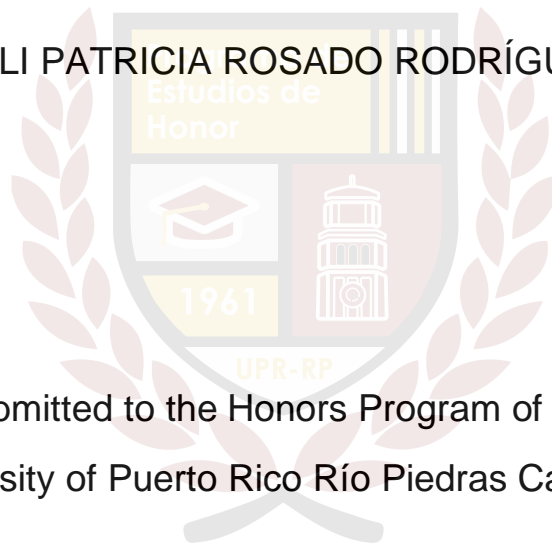 LI PATRICIA ROSADO RODRÍGU
Estudios de
Honor
1961
UPR-RP
omitted to the Honors Program of
sity of Puerto Rico Río Piedras Ca